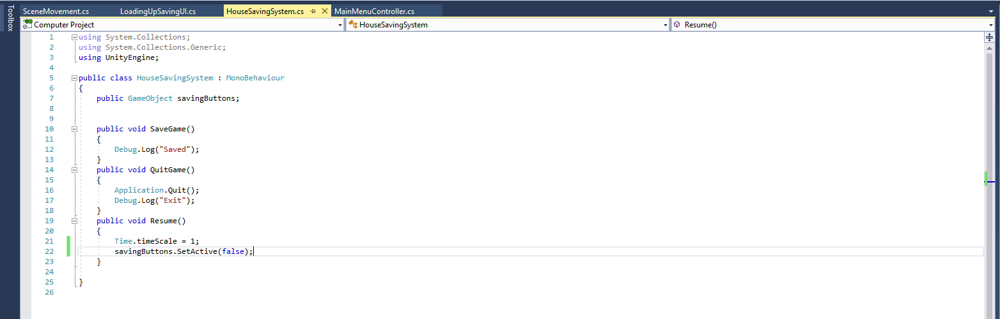 Toolbox
SceneMovement.cs LoadingUpSavingUI.cs HouseSavingSystem.cs MainMenuController.cs
Computer Project HouseSavingSystem Resume()
1 using System.Collections;
2 using System.Collections.Generic;
3 using UnityEngine;
4
5 public class HouseSavingSystem : MonoBehaviour
6 {
7 public GameObject savingButtons;
8
9
10 public void SaveGame()
11 {
12 Debug.Log("Saved");
13 }
14 public void QuitGame()
15 {
16 Application.Quit();
17 Debug.Log("Exit");
18 }
19 public void Resume()
20 {
21 Time.timeScale = 1;
22 savingButtons.SetActive(false);
23 }
24
25 }
26